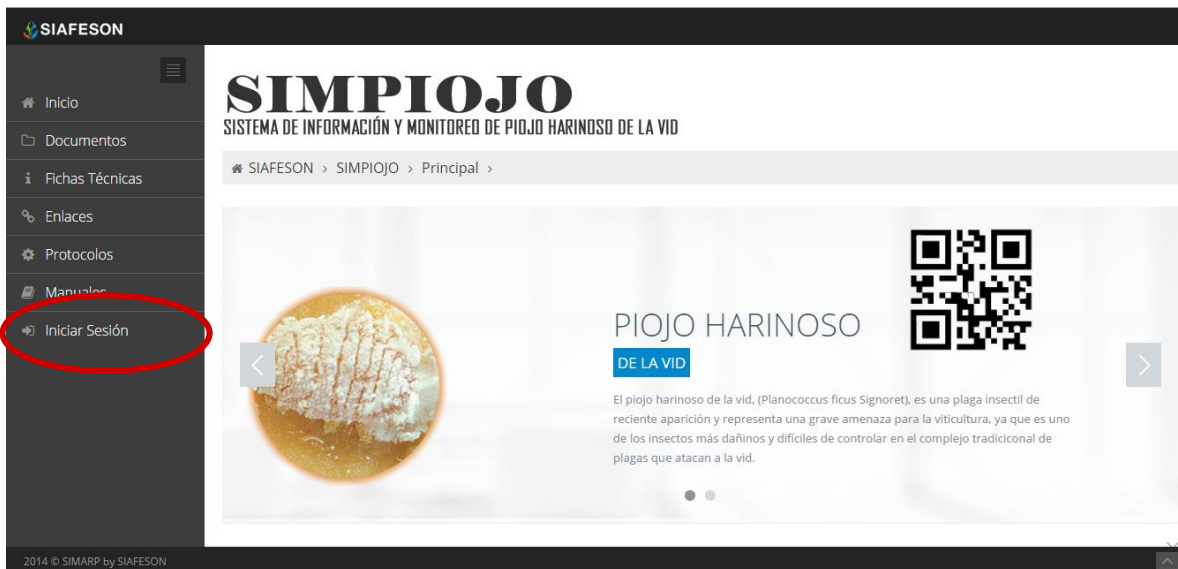 SIAFESON
Inicio
Documentos
Fichas Técnicas
Enlaces
Protocolos
Manuales
Iniciar Sesión
SIMPIOJO
SISTEMA DE INFORMACIÓN Y MONITOREO DE PIOJO HARINOSO DE LA VID
SIAFESON > SIMPIOJO > Principal >
PIOJO HARINOSO
DE LA VID
El piojo harinoso de la vid, (Planococcus ficus Signoret), es una plaga insectil de
reciente aparición y representa una grave amenaza para la viticultura, ya que es uno
de los insectos más dañinos y difíciles de controlar en el complejo tradiciconal de
plagas que atacan a la vid.
2014 © SIMARP by SIAFESON